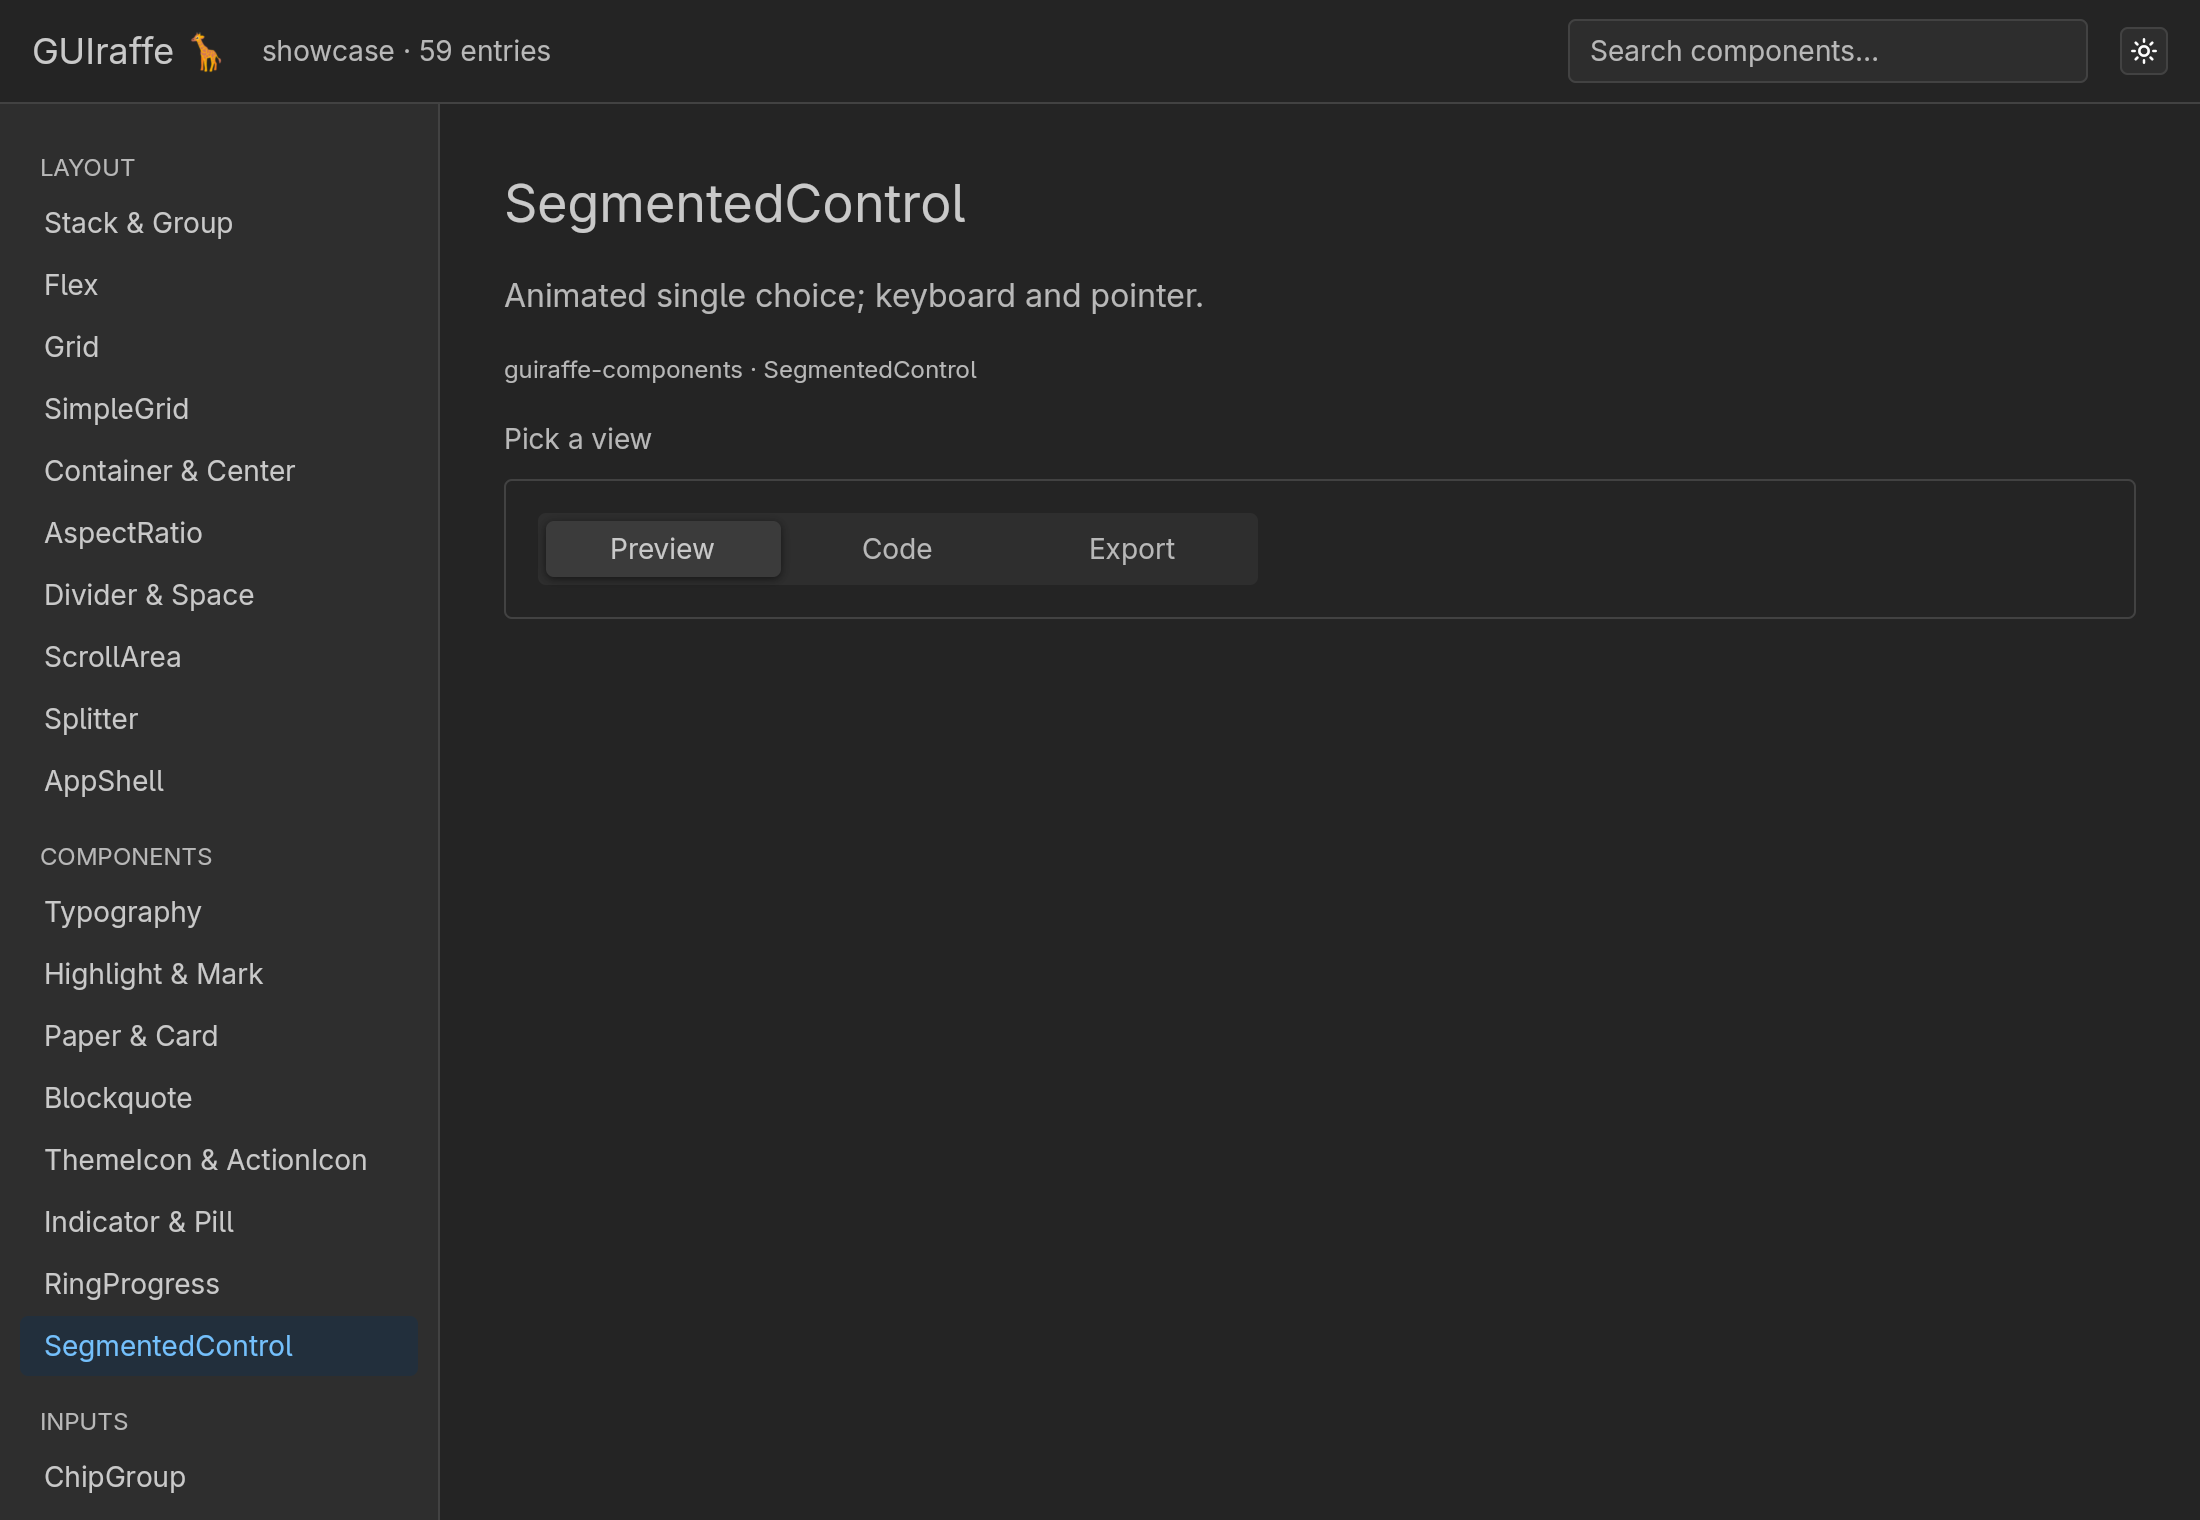 GUIraffe 🦒 showcase · 59 entries Search components...
LAYOUT
Stack & Group
Flex
Grid
SimpleGrid
Container & Center
AspectRatio
Divider & Space
ScrollArea
Splitter
AppShell
COMPONENTS
Typography
Highlight & Mark
Paper & Card
Blockquote
ThemeIcon & ActionIcon
Indicator & Pill
RingProgress
SegmentedControl
INPUTS
ChipGroup
SegmentedControl
Animated single choice; keyboard and pointer.
guiraffe-components · SegmentedControl
Pick a view
Preview Code Export